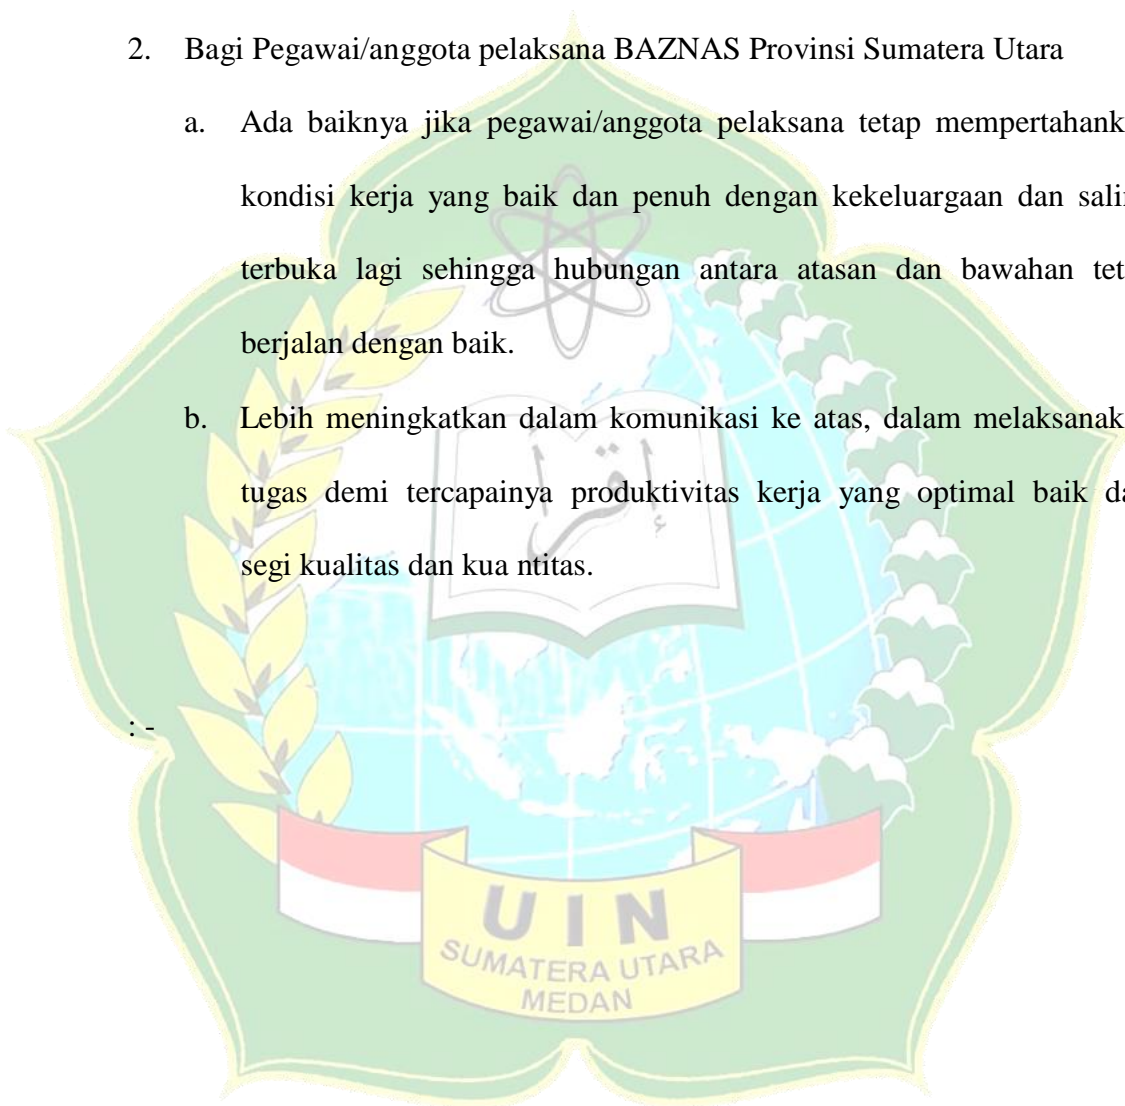 2. Bagi Pegawai/anggota pelaksana BAZNAS Provinsi Sumatera Utara
a. Ada baiknya jika pegawai/anggota pelaksana tetap mempertahank
kondisi kerja yang baik dan penuh dengan kekeluargaan dan salin
terbuka lagi sehingga hubungan antara atasan dan bawahan tet
berjalan dengan baik.
b. Lebih meningkatkan dalam komunikasi ke atas, dalam melaksanak
tugas demi tercapainya produktivitas kerja yang optimal baik da
segi kualitas dan kua ntitas.
إقرا
: -
UIN
SUMATERA UTARA
MEDAN